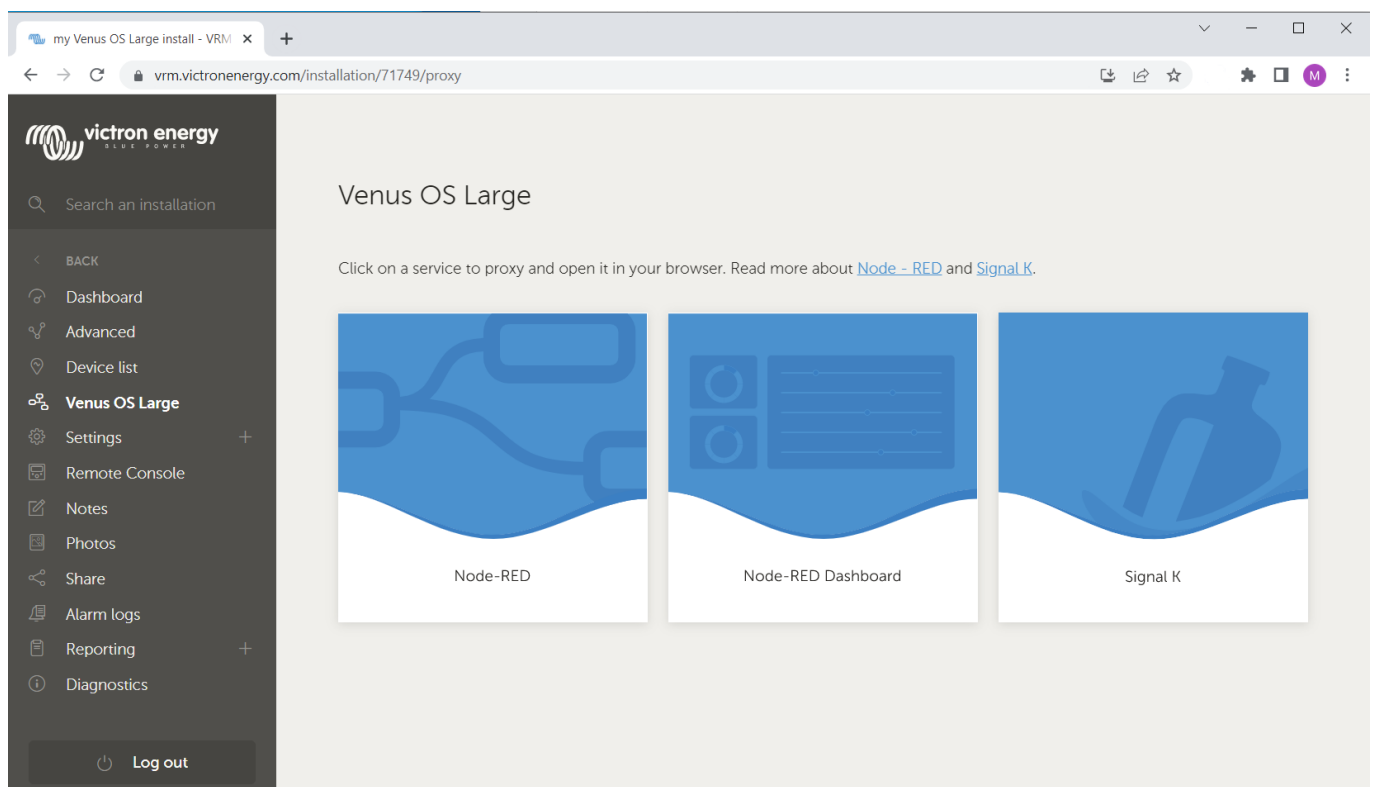 my Venus OS Large install - VRM
vrm.victronenergy.com/installation/71749/proxy
M
victron energy
BLUE POWER
Search an installation
BACK
Dashboard
Advanced
Device list
Venus OS Large
Settings
Remote Console
Notes
Photos
Share
Alarm logs
Reporting
Diagnostics
Log out
Venus OS Large
Click on a service to proxy and open it in your browser. Read more about Node - RED and Signal K.
Node-RED
Node-RED Dashboard
Signal K